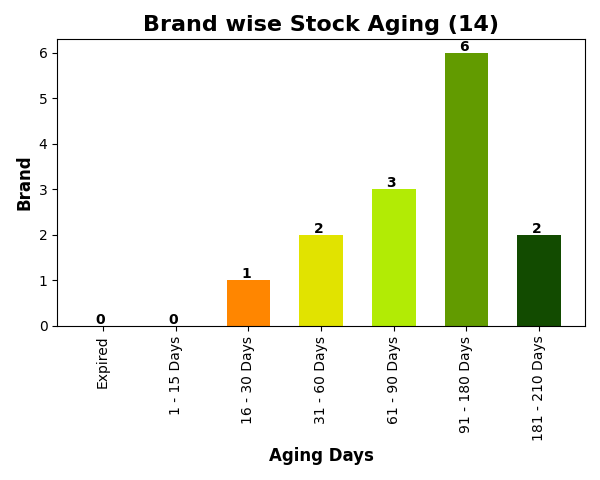 Brand wise Stock Aging (14)
Brand
6
5
4
3
2
1
0
0
0
1
2
3
6
2
Expired
1 - 15 Days
16 - 30 Days
31 - 60 Days
61 - 90 Days
91 - 180 Days
181 - 210 Days
Aging Days